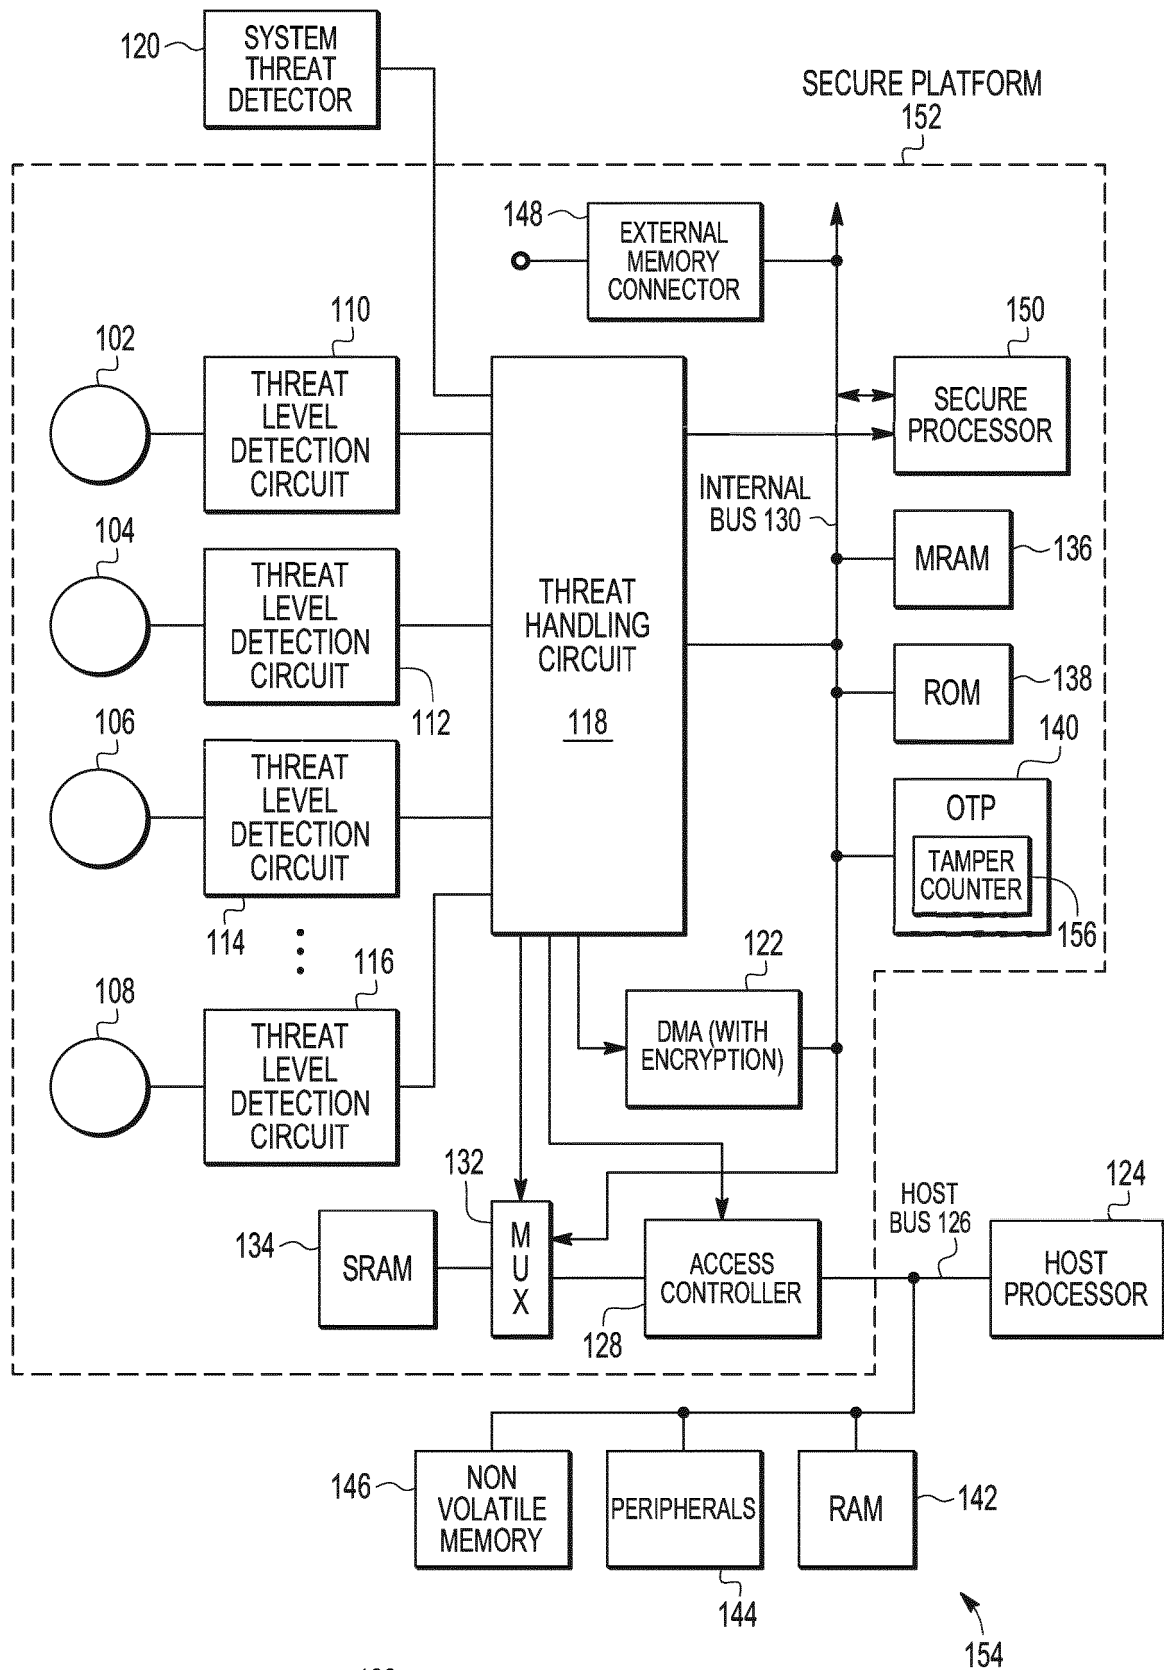 120
SYSTEM
THREAT
DETECTOR
SECURE PLATFORM
152
148
EXTERNAL
MEMORY
CONNECTOR
102
110
THREAT
LEVEL
DETECTION
CIRCUIT
150
SECURE
PROCESSOR
INTERNAL
BUS 130
104
THREAT
LEVEL
DETECTION
CIRCUIT
112
MRAM
136
THREAT
HANDLING
CIRCUIT
118
ROM
138
106
THREAT
LEVEL
DETECTION
CIRCUIT
114
140
OTP
TAMPER
COUNTER
156
108
116
THREAT
LEVEL
DETECTION
CIRCUIT
122
DMA (WITH
ENCRYPTION)
132
MUX
134
SRAM
ACCESS
CONTROLLER
128
HOST
BUS 126
124
HOST
PROCESSOR
146
NON
VOLATILE
MEMORY
PERIPHERALS
144
RAM
142
154